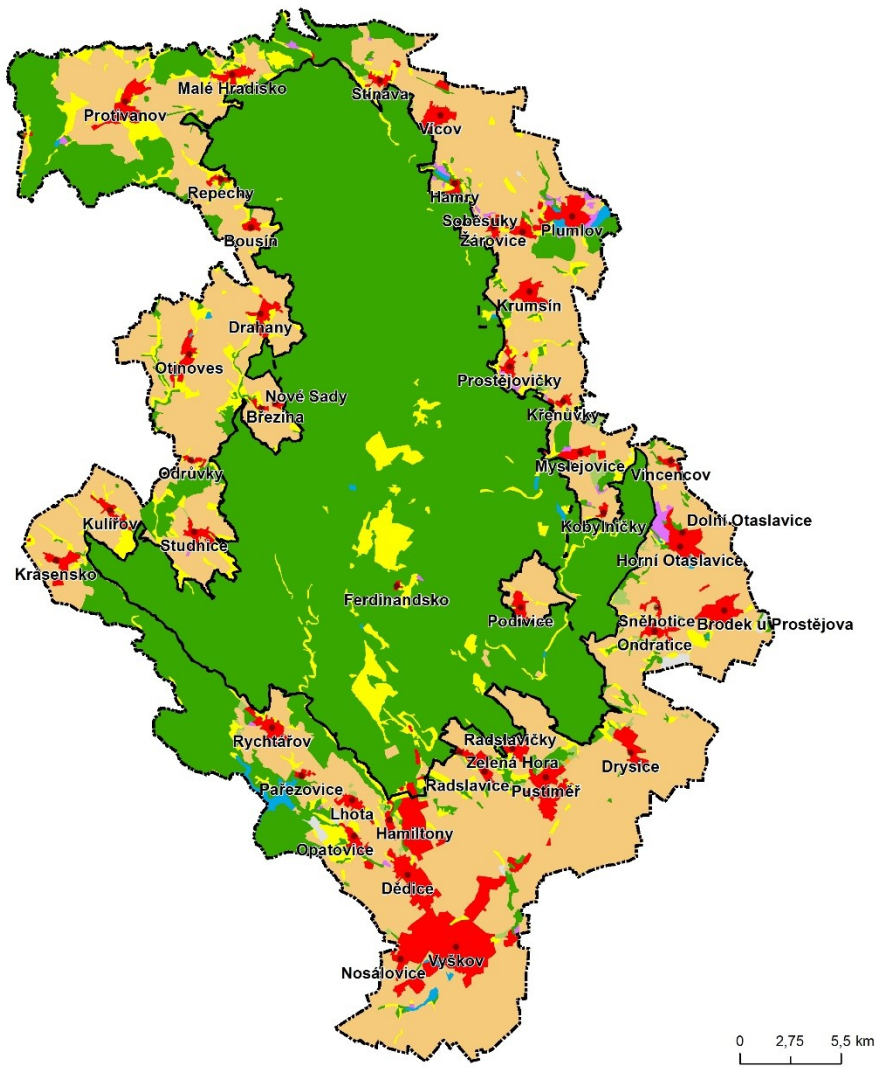 Malé Hradisko
Stínava
Protivanov
Vícov
Repechy
Hamry
Soběsuky
Plumlov
Bousín
Žárovice
Krumsín
Drahany
Otinoves
Prostějovičky
Nové Sady
Březina
Křenůvky
Odrůvky
Myslejovice
Vincencov
Kulířov
Kobylničky
Dolní Otaslavice
Studnice
Horní Otaslavice
Krasensko
Ferdinandsko
Podivice
Sněhotice
Brodek u Prostějova
Ondratice
Rychtářov
Radslavičky
Zelená Hora
Drysice
Pařezovice
Radslavice
Pustiměř
Lhota
Hamiltony
Opatovice
Dědice
Vyškov
Nosálovice
0 2,75 5,5 km